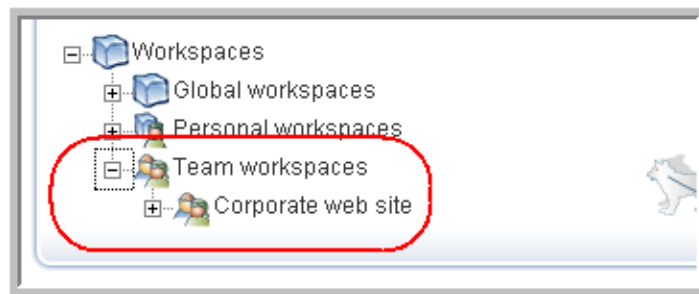 Workspaces
Global workspaces
Personal workspaces
Team workspaces
Corporate web site